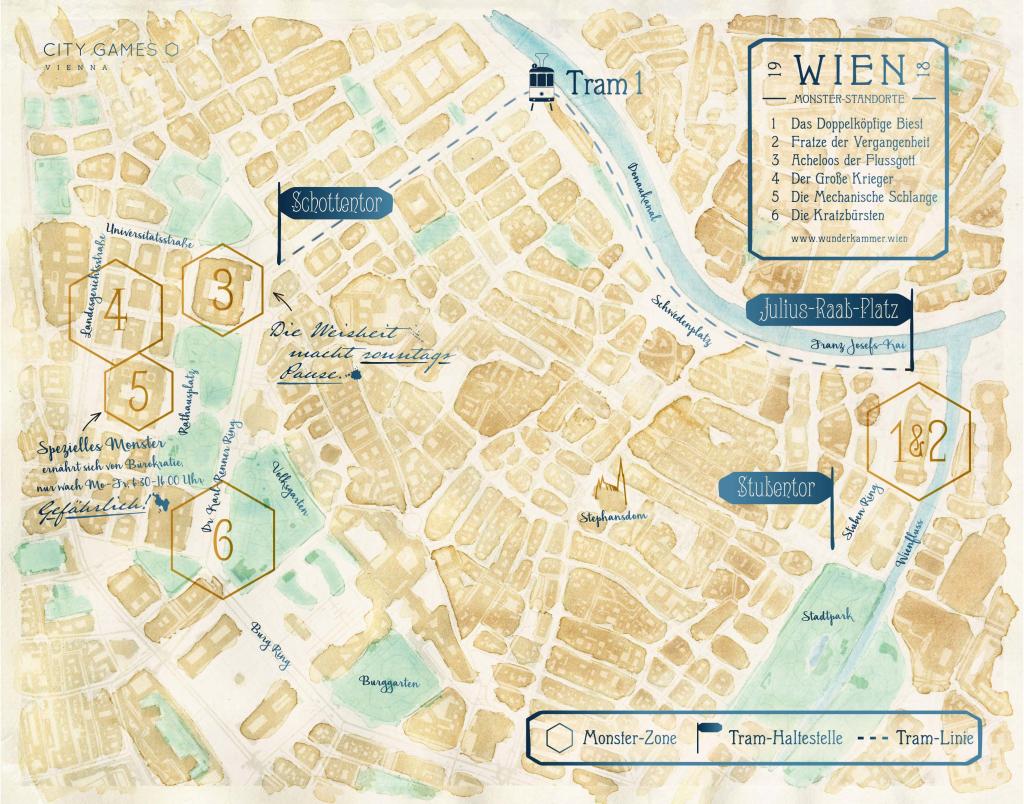 CITY GAMES
VIENNA
Tram 1
19 WIEN 18
MONSTER-STANDORTE
1 Das Doppelköpfige Biest
2 Fratze der Vergangenheit
3 Acheloos der Flussgott
4 Der Große Krieger
5 Die Mechanische Schlange
6 Die Kratzbürsten
www.wunderkammer.wien
Donaukanal
Schottentor
Universitätsstraße
Landesgerichtsstraße
4
3
Die Weisheit
macht sonntags
Pause.
Schwedenplatz
Julius-Raab-Platz
Franz Josefs-Kai
5
Rathausplatz
1&2
Spezielles Monster
ernährt sich von Bürokratie,
nur wach Mo-Fr, 6:30-16:00 Uhr
Gefährlich!
Dr. Karl Renner Ring
Volksgarten
6
Stephansdom
Stubentor
Stuben Ring
Wienfluss
Stadtpark
Burg Ring
Burggarten
Monster-Zone
Tram-Haltestelle
Tram-Linie